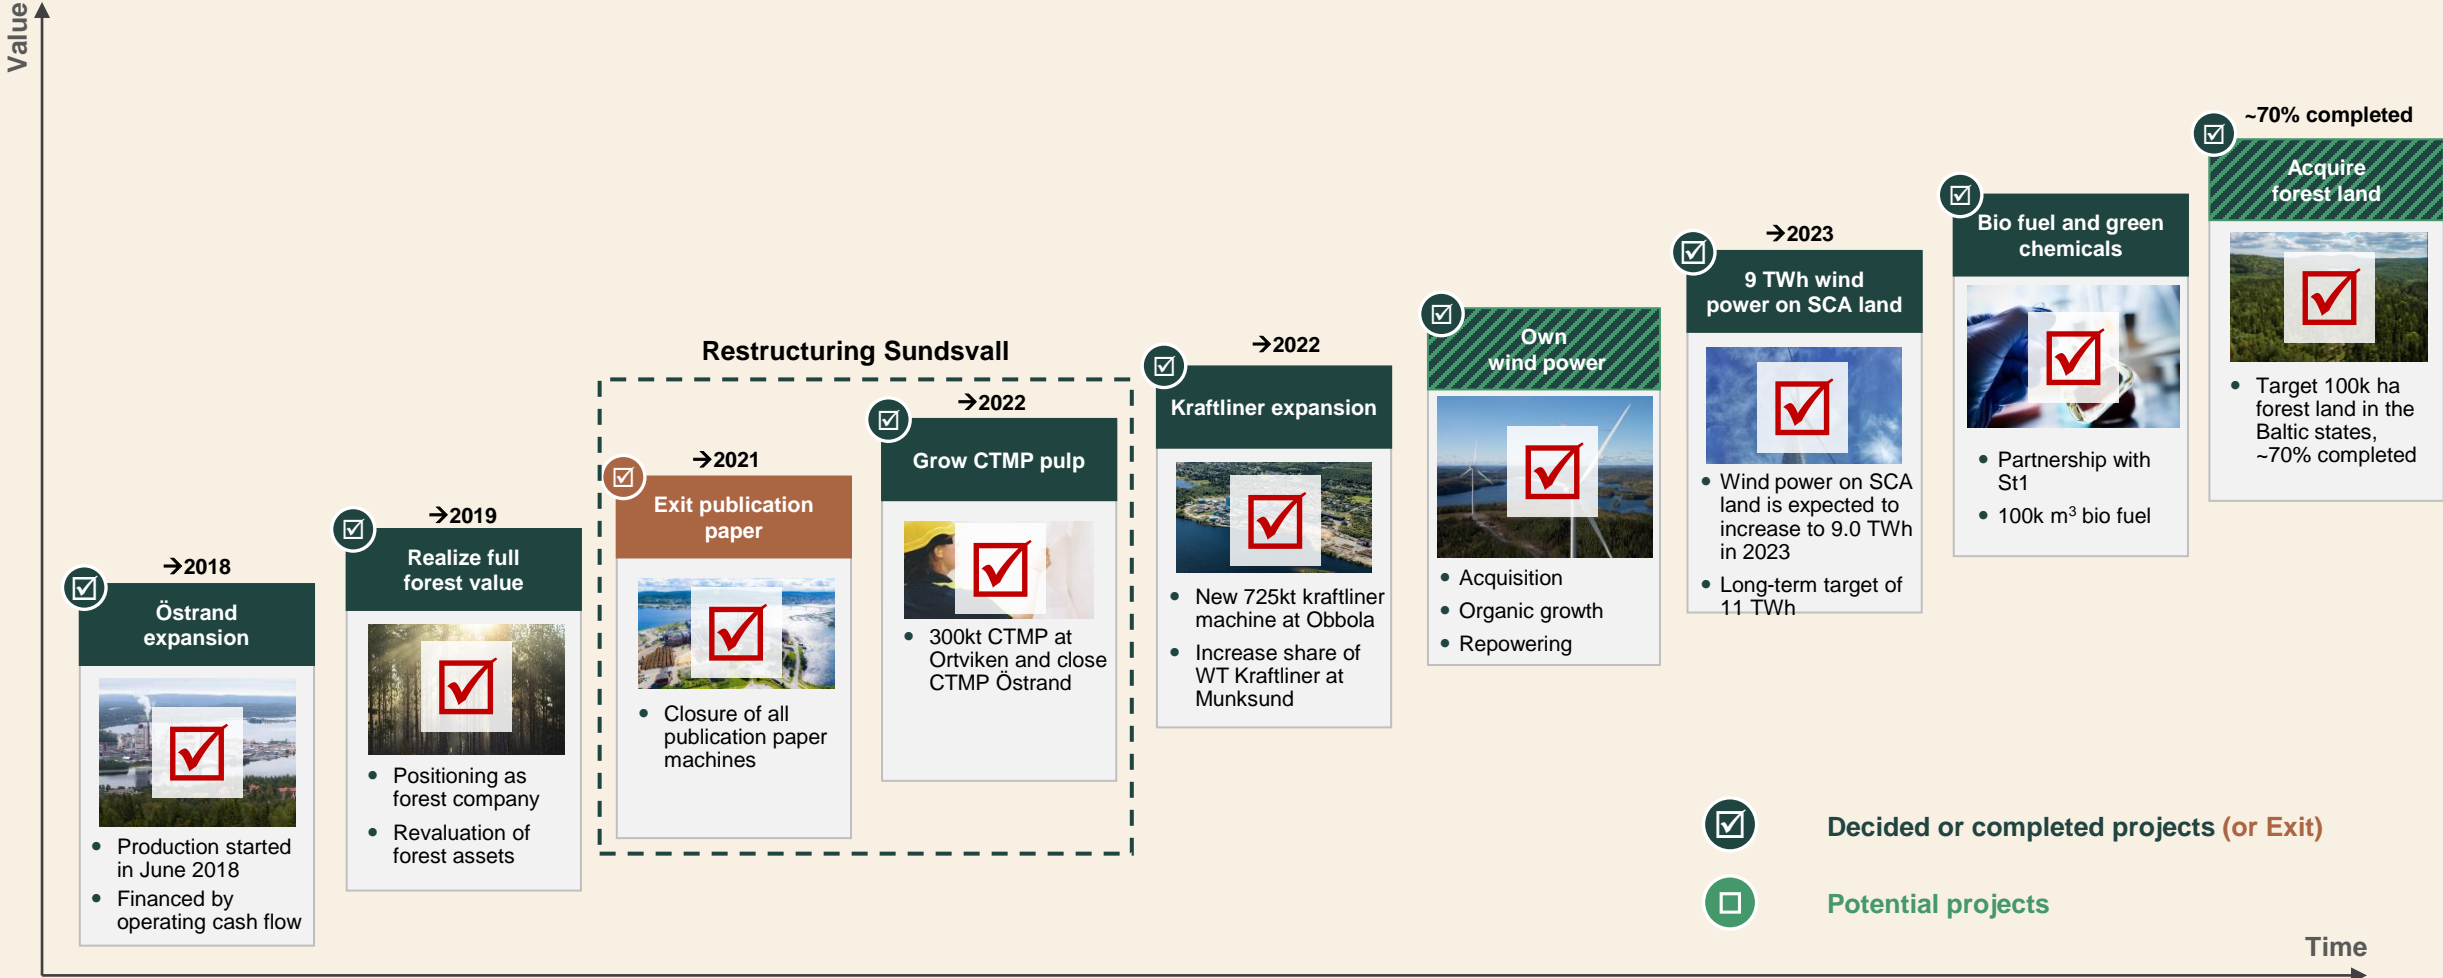 Value
→2018
Östrand
expansion
• Production started
in June 2018
• Financed by
operating cash flow
→2019
Realize full
forest value
• Positioning as
forest company
• Revaluation of
forest assets
Restructuring Sundsvall
→2021
Exit publication
paper
• Closure of all
publication paper
machines
→2022
Grow CTMP pulp
• 300kt CTMP at
Ortviken and close
CTMP Östrand
→2022
Kraftliner expansion
• New 725kt kraftliner
machine at Obbola
• Increase share of
WT Kraftliner at
Munksund
Own
wind power
• Acquisition
• Organic growth
• Repowering
→2023
9 TWh wind
power on SCA land
• Wind power on SCA
land is expected to
increase to 9.0 TWh
in 2023
• Long-term target of
11 TWh
Bio fuel and green
chemicals
• Partnership with
St1
• 100k m³ bio fuel
~70% completed
Acquire
forest land
• Target 100k ha
forest land in the
Baltic states,
~70% completed
Decided or completed projects (or Exit)
Potential projects
Time